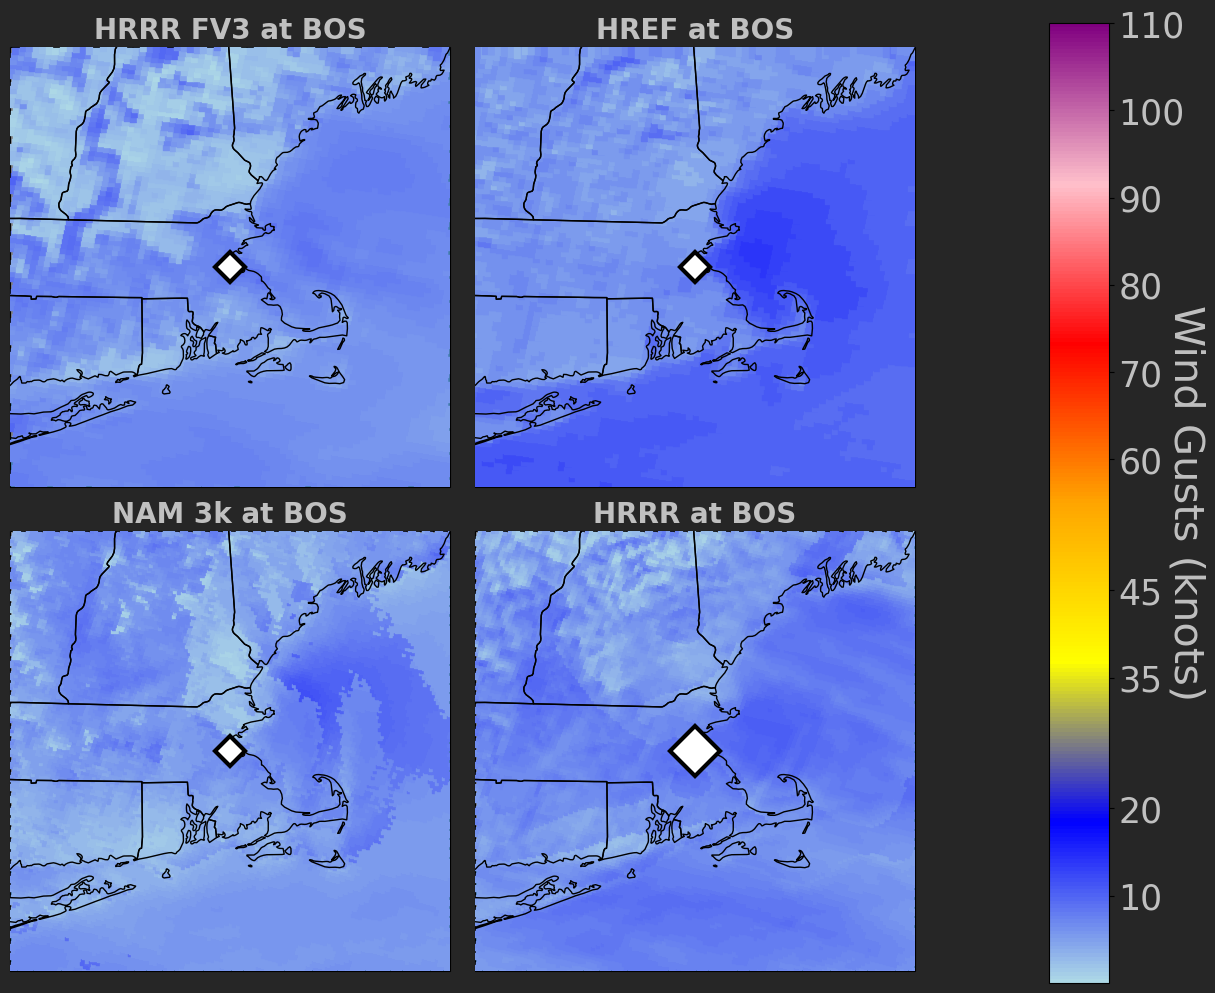 HRRR FV3 at BOS
HREF at BOS
NAM 3k at BOS
HRRR at BOS
110
100
90
80
70
60
45
35
20
10
Wind Gusts (knots)